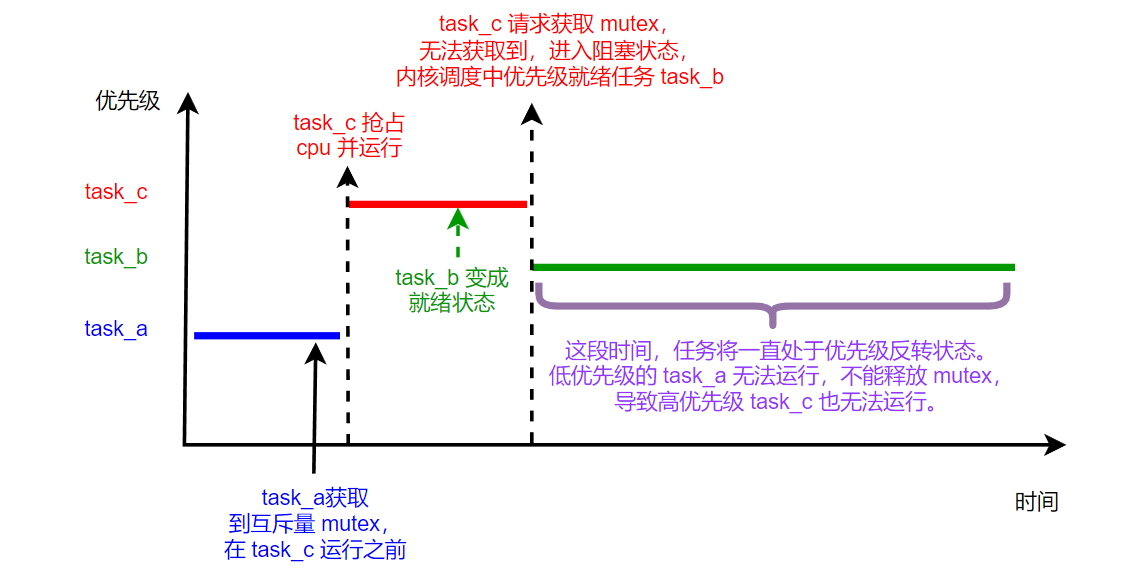 task_c 请求获取 mutex,
无法获取到，进入阻塞状态，
内核调度中优先级就绪任务 task_b
优先级
task_c 抢占
cpu 并运行
task_c
task_b
task_b 变成
就绪状态
task_a
这段时间，任务将一直处于优先级反转状态。
低优先级的 task_a 无法运行，不能释放 mutex,
导致高优先级 task_c 也无法运行。
task_a获取
到互斥量 mutex,
在 task_c 运行之前
时间